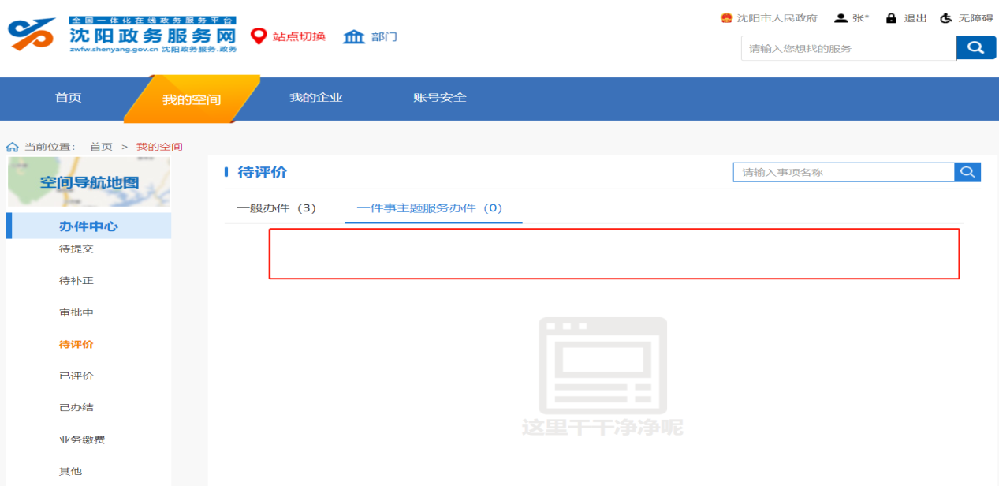 全国一体化在线政务服务平台
沈阳政务服务网
zwfw.shenyang.gov.cn 沈阳政务服务.政务
站点切换 部门
沈阳市人民政府 张* 退出 无障碍
请输入您想找的服务
首页 我的空间 我的企业 账号安全
当前位置： 首页 > 我的空间
空间导航地图
办件中心
待提交
待补正
审批中
待评价
已评价
已办结
业务缴费
其他
待评价
请输入事项名称
一般办件（3） 一件事主题服务办件（0）
这里干干净净呢